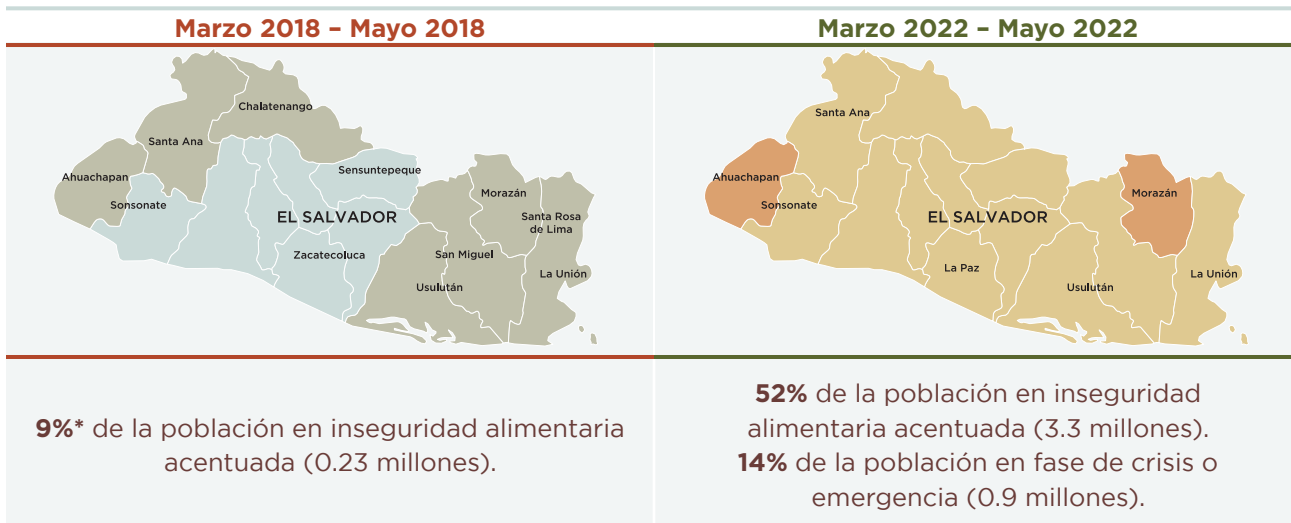 Marzo 2018 – Mayo 2018
Chalatenango
Santa Ana
Sensuntepeque
Ahuachapan
Morazán
Sonsonate
EL SALVADOR
Santa Rosa
de Lima
Zacatecoluca
San Miguel
La Unión
Usulután
9%* de la población en inseguridad alimentaria
acentuada (0.23 millones).
Marzo 2022 – Mayo 2022
Santa Ana
Ahuachapan
Morazán
Sonsonate
EL SALVADOR
La Paz
La Unión
Usulután
52% de la población en inseguridad
alimentaria acentuada (3.3 millones).
14% de la población en fase de crisis o
emergencia (0.9 millones).